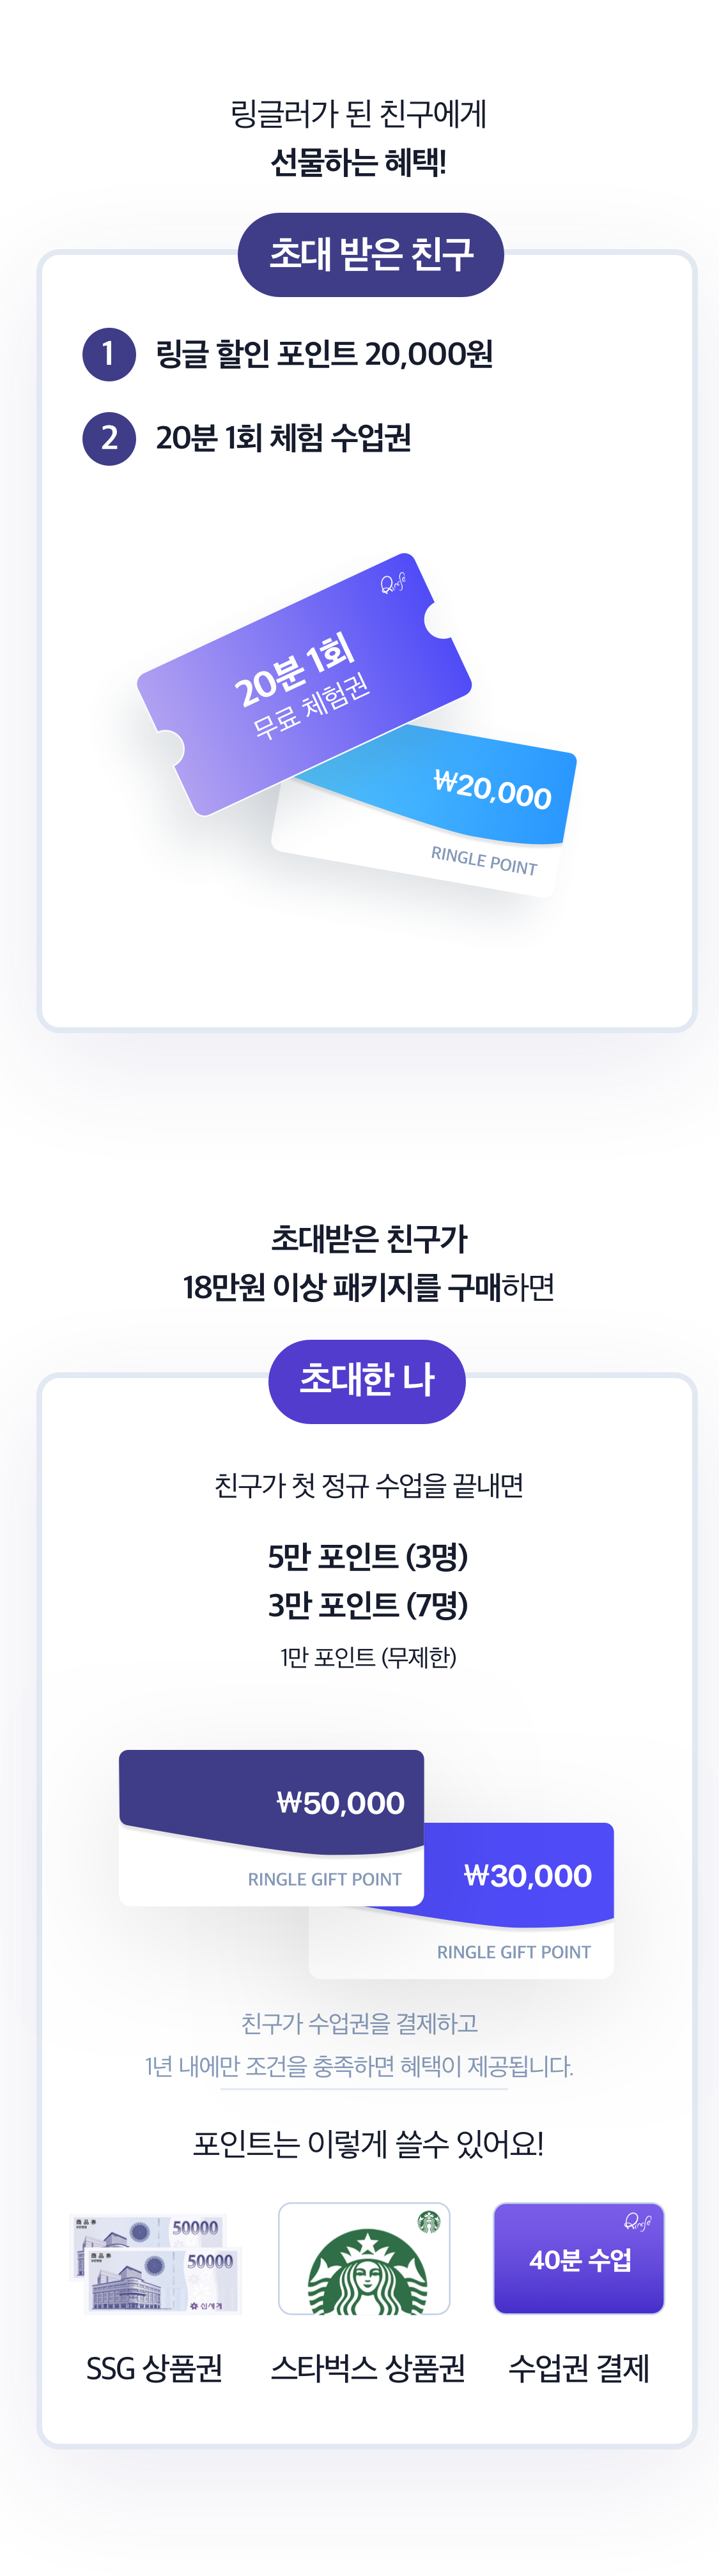 링글러가 된 친구에게
선물하는 혜택!
초대 받은 친구
1 링글 할인 포인트 20,000원
2 20분 1회 체험 수업권
Ringle
20분 1회
무료 체험권
₩20,000
RINGLE POINT
초대받은 친구가
18만원 이상 패키지를 구매하면
초대한 나
친구가 첫 정규 수업을 끝내면
5만 포인트 (3명)
3만 포인트 (7명)
1만 포인트 (무제한)
₩50,000
RINGLE GIFT POINT
₩30,000
RINGLE GIFT POINT
친구가 수업권을 결제하고
1년 내에만 조건을 충족하면 혜택이 제공됩니다.
포인트는 이렇게 쓸수 있어요!
商品券
50000
商品券
50000
신세계
Ringle
40분 수업
SSG 상품권
스타벅스 상품권
수업권 결제